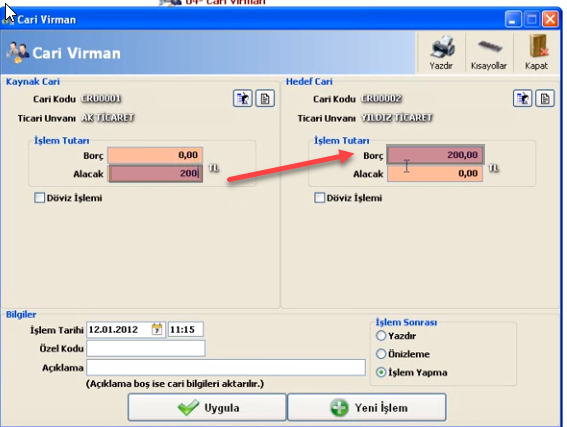 04- Cari Virman
Cari Virman
Cari Virman
Yazdır
Kısayollar
Kapat
Kaynak Cari
Cari Kodu CRU00001
Ticari Unvanı AK TİCARET
İşlem Tutarı
Borç 0,00
Alacak 200
TL
Döviz İşlemi
Hedef Cari
Cari Kodu CRU00002
Ticari Unvanı YILDIZ TİCARET
İşlem Tutarı
Borç 200,00
Alacak 0,00
TL
Döviz İşlemi
Bilgiler
İşlem Tarihi 12.01.2012 7 11:15
Özel Kodu
Açıklama
(Açıklama boş ise cari bilgileri aktarılır.)
İşlem Sonrası
Yazdır
Önizleme
İşlem Yapma
Uygula
Yeni İşlem